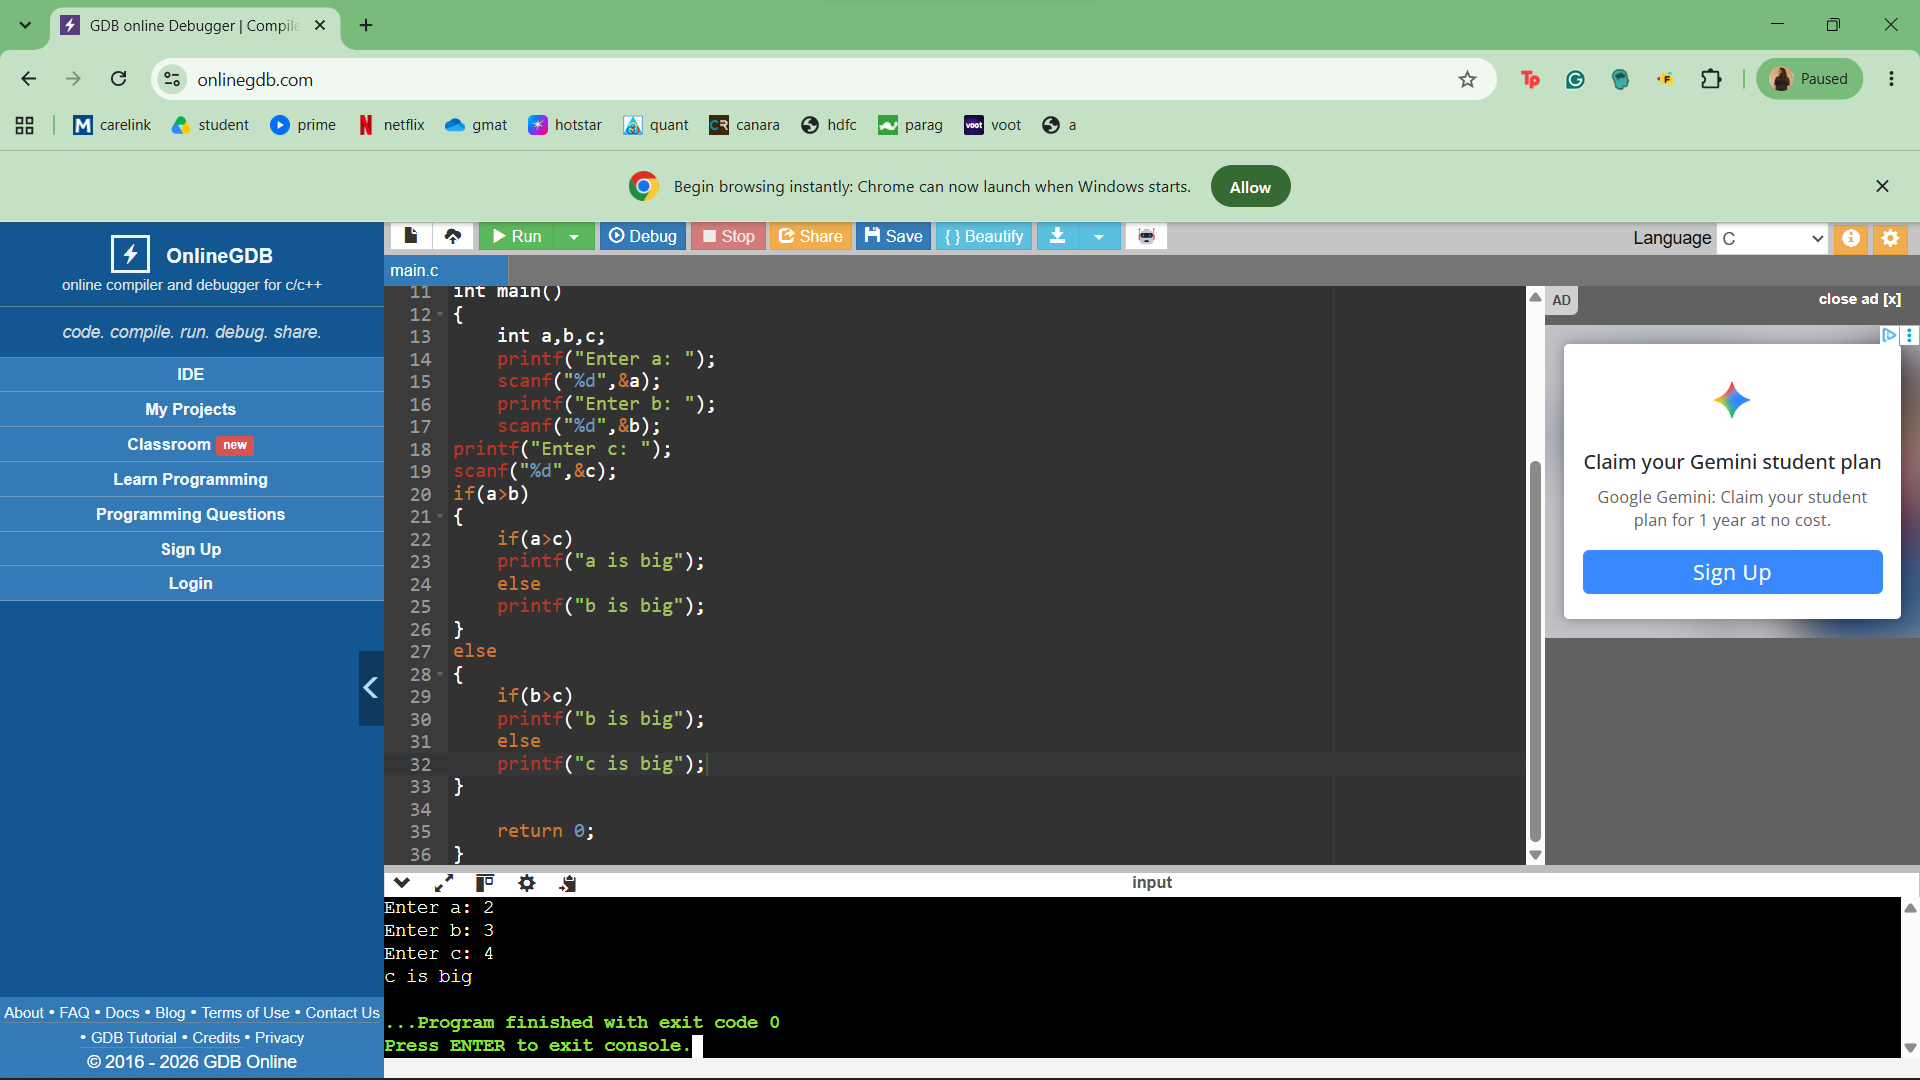 GDB online Debugger | Compile
onlinegdb.com
Tp
G
F
Paused
M carelink student prime N netflix gmat hotstar quant CR canara hdfc parag voot voot a
Begin browsing instantly: Chrome can now launch when Windows starts.
Allow
OnlineGDB
online compiler and debugger for c/c++
code. compile. run. debug. share.
IDE
My Projects
Classroom new
Learn Programming
Programming Questions
Sign Up
Login
About • FAQ • Docs • Blog • Terms of Use • Contact Us
• GDB Tutorial • Credits • Privacy
© 2016 - 2026 GDB Online
Run Debug Stop Share Save { } Beautify
Language C
main.c
11 int main()
12 {
13     int a,b,c;
14     printf("Enter a: ");
15     scanf("%d",&a);
16     printf("Enter b: ");
17     scanf("%d",&b);
18 printf("Enter c: ");
19 scanf("%d",&c);
20 if(a>b)
21 {
22     if(a>c)
23     printf("a is big");
24     else
25     printf("b is big");
26 }
27 else
28 {
29     if(b>c)
30     printf("b is big");
31     else
32     printf("c is big");
33 }
34
35     return 0;
36 }
AD
close ad [x]
Claim your Gemini student plan
Google Gemini: Claim your student
plan for 1 year at no cost.
Sign Up
input
Enter a: 2
Enter b: 3
Enter c: 4
c is big
...Program finished with exit code 0
Press ENTER to exit console.